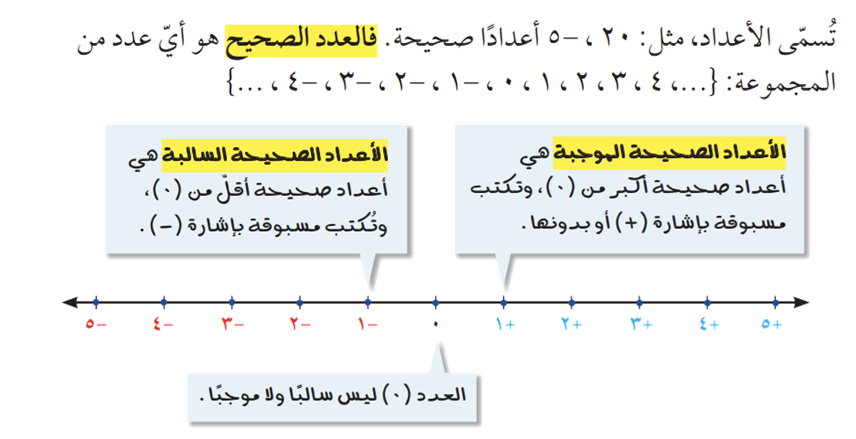 تُسمّى الأعداد، مثل: ٢٠ ، −٥ أعدادًا صحيحة. فالعدد الصحيح هو أيّ عدد من
المجموعة: {...، ٤ ، ٣ ، ٢ ، ١ ، ٠ ، −١ ، −٢ ، −٣ ، −٤ ، ...}
الأعداد الصحيحة الموجبة هي
أعداد صحيحة أكبر من (٠)، وتكتب
مسبوقة بإشارة (+) أو بدونها.
الأعداد الصحيحة السالبة هي
أعداد صحيحة أقلّ من (٠)،
وتُكتب مسبوقة بإشارة (−).
−٥ −٤ −٣ −٢ −١ ٠ +١ +٢ +٣ +٤ +٥
العدد (٠) ليس سالبًا ولا موجبًا.